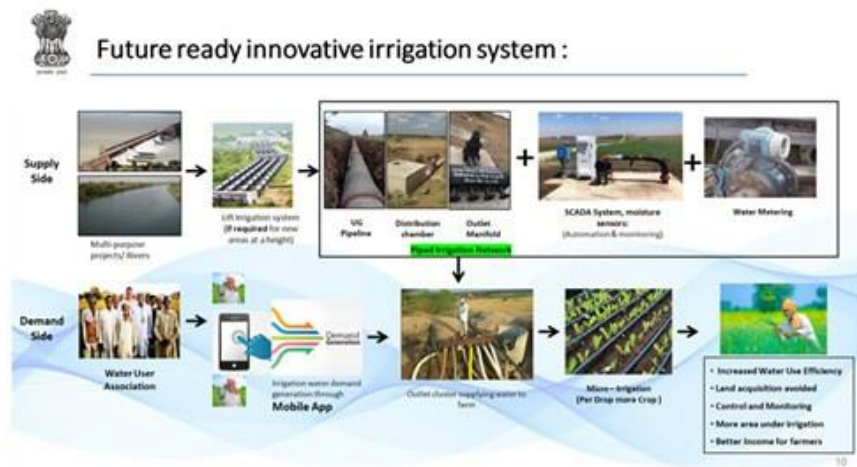 Future ready innovative irrigation system :
Supply
Side
Multi-purpose
projects/ Rivers
Lift Irrigation system
(if required for new
areas at a height)
UG
Pipeline
Distribution
chamber
Outlet
Manifold
Piped Irrigation Network
SCADA System, moisture
sensors:
(Automation & monitoring)
Water Metering
Demand
Side
Water User
Association
Demand
Generation
Irrigation water demand
generation through
Mobile App
Outlet cluster supplying water to
farm
Micro – Irrigation
(Per Drop more Crop )
• Increased Water Use Efficiency
• Land acquisition avoided
• Control and Monitoring
• More area under irrigation
• Better Income for farmers
10